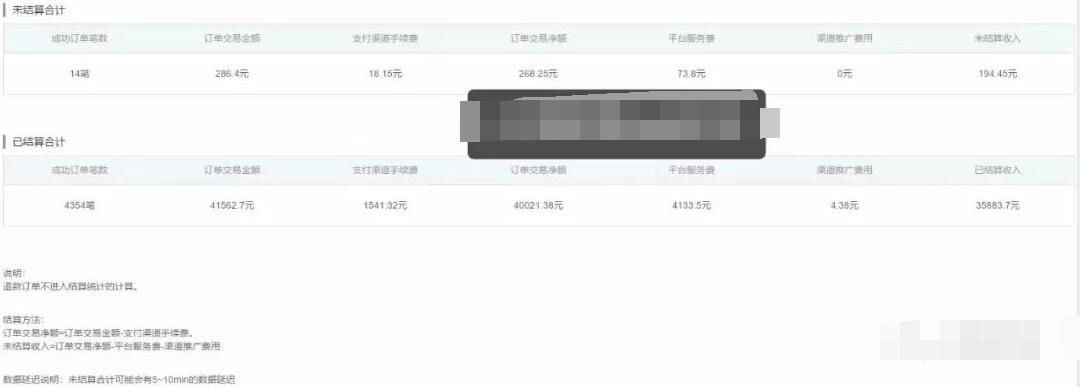 未结算合计
成功订单笔数 订单交易金额 支付渠道手续费 订单交易净额 平台服务费 渠道推广费用 未结算收入
14笔 286.4元 18.15元 268.25元 73.8元 0元 194.45元
已结算合计
成功订单笔数 订单交易金额 支付渠道手续费 订单交易净额 平台服务费 渠道推广费用 已结算收入
4354笔 41562.7元 1541.32元 40021.38元 4133.5元 4.38元 35883.7元
说明：
退款订单不进入结算统计的计算。
结算方法：
订单交易净额=订单交易金额-支付渠道手续费。
未结算收入=订单交易净额-平台服务费-渠道推广费用
数据延迟说明：未结算合计可能会有5~10min的数据延迟